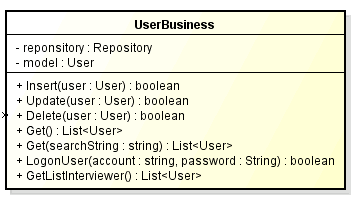 UserBusiness
- reponsitory : Repository
- model : User
+ Insert(user : User) : boolean
+ Update(user : User) : boolean
+ Delete(user : User) : boolean
+ Get() : List<User>
+ Get(searchString : string) : List<User>
+ LogonUser(account : string, password : String) : boolean
+ GetListInterviewer() : List<User>